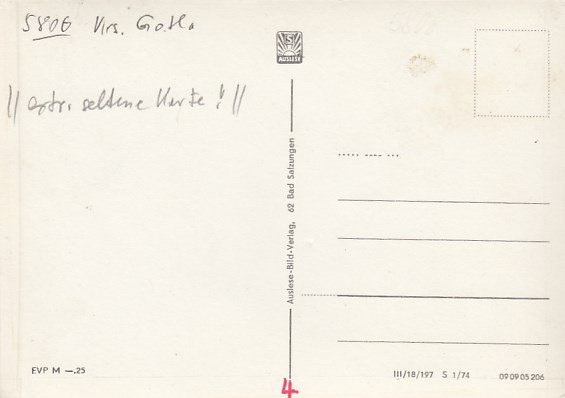 5806 Krs. Gotha
// extr. seltene Karte! //
S
AUSLESE
..... ---- ...
Auslese-Bild-Verlag, 62 Bad Salzungen
EVP M —.25
4
III/18/197 S 1/74 09 09 05 206